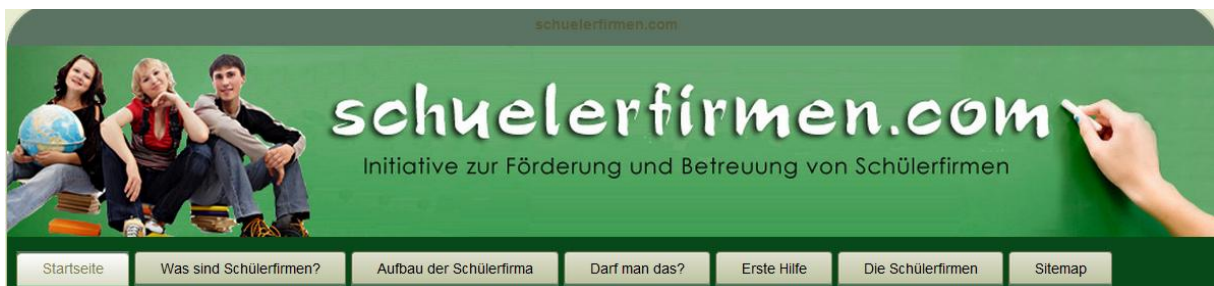 schuelerfirmen.com
schuelerfirmen.com
Initiative zur Förderung und Betreuung von Schülerfirmen
Startseite Was sind Schülerfirmen? Aufbau der Schülerfirma Darf man das? Erste Hilfe Die Schülerfirmen Sitemap